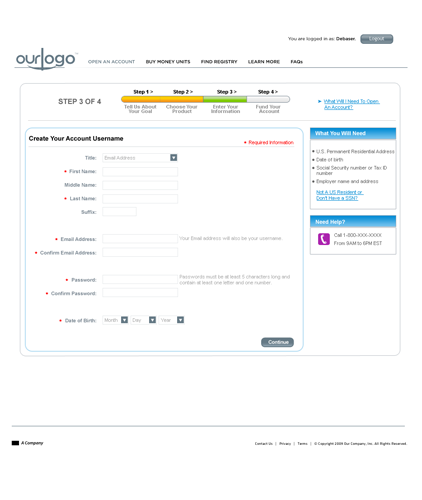 You are logged in as: Debaser.
Logout
ourlogo
OPEN AN ACCOUNT BUY MONEY UNITS FIND REGISTRY LEARN MORE FAQs
STEP 3 OF 4
Step 1 > Step 2 > Step 3 > Step 4 >
Tell Us About Your Goal
Choose Your Product
Enter Your Information
Fund Your Account
What Will I Need To Open
An Account?
Create Your Account Username
Required Information
Title: Email Address
First Name:
Middle Name:
Last Name:
Suffix:
Email Address: Your Email address will also be your username
Confirm Email Address:
Password: Passwords must be at least 5 characters long and
contain at least one letter and one number.
Confirm Password:
Date of Birth: Month Day Year
Continue
What You Will Need
U.S. Permanent Residential Address
Date of birth
Social Security number or Tax ID
number
Employer name and address
Not A US Resident or
Don't Have a SSN?
Need Help?
Call 1-800-XXX-XXXX
From 9AM to 6PM EST
A Company
Contact Us | Privacy | Terms | © Copyright 2008 Our Company, Inc. All Rights Reserved.